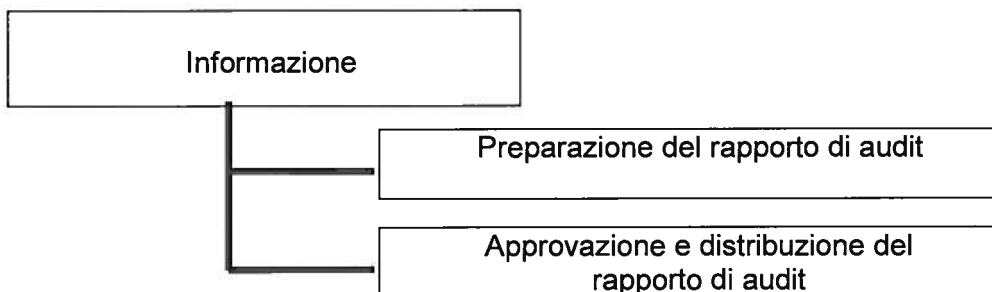 Informazione
Preparazione del rapporto di audit
Approvazione e distribuzione del
rapporto di audit